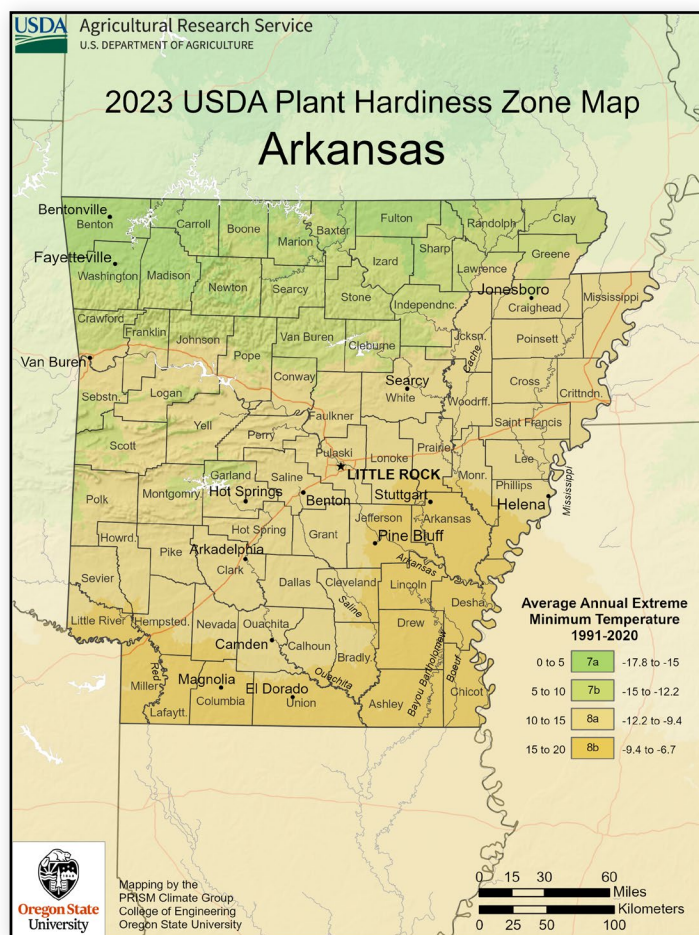 USDA
Agricultural Research Service
U.S. DEPARTMENT OF AGRICULTURE
2023 USDA Plant Hardiness Zone Map
Arkansas
Bentonville
Benton
Carroll
Boone
Marion
Baxter
Fulton
Randolph
Clay
Fayetteville
Washington
Madison
Newton
Searcy
Stone
Izard
Sharp
Lawrence
Greene
Independnc.
Jonesboro
Craighead
Mississippi
Crawford
Franklin
Johnson
Pope
Van Buren
Cleburne
Jcksn.
Poinsett
Van Buren
Conway
Searcy
White
Cache
Woodrff.
Cross
Crittndn.
Sebstn.
Logan
Faulkner
Saint Francis
Scott
Yell
Perry
Pulaski
Lonoke
Prairie
Monr.
Lee
LITTLE ROCK
Garland
Saline
Phillips
Mississippi
Polk
Montgomry.
Hot Springs
Benton
Stuttgart
Helena
Hot Spring
Grant
Jefferson
Arkansas
Pine Bluff
Howrd.
Pike
Arkadelphia
Clark
Arkansas
Sevier
Dallas
Cleveland
Lincoln
Desha
Saline
Little River
Hempsted.
Nevada
Ouachita
Camden
Calhoun
Bradly.
Drew
Bayou Bartholomew
Boeuf
Red
Miller
Lafaytt.
Magnolia
Columbia
El Dorado
Union
Ouachita
Ashley
Chicot
Average Annual Extreme
Minimum Temperature
1991-2020
0 to 5 7a -17.8 to -15
5 to 10 7b -15 to -12.2
10 to 15 8a -12.2 to -9.4
15 to 20 8b -9.4 to -6.7
Oregon State
University
Mapping by the
PRISM Climate Group
College of Engineering
Oregon State University
0 15 30 60
Miles
Kilometers
0 25 50 100